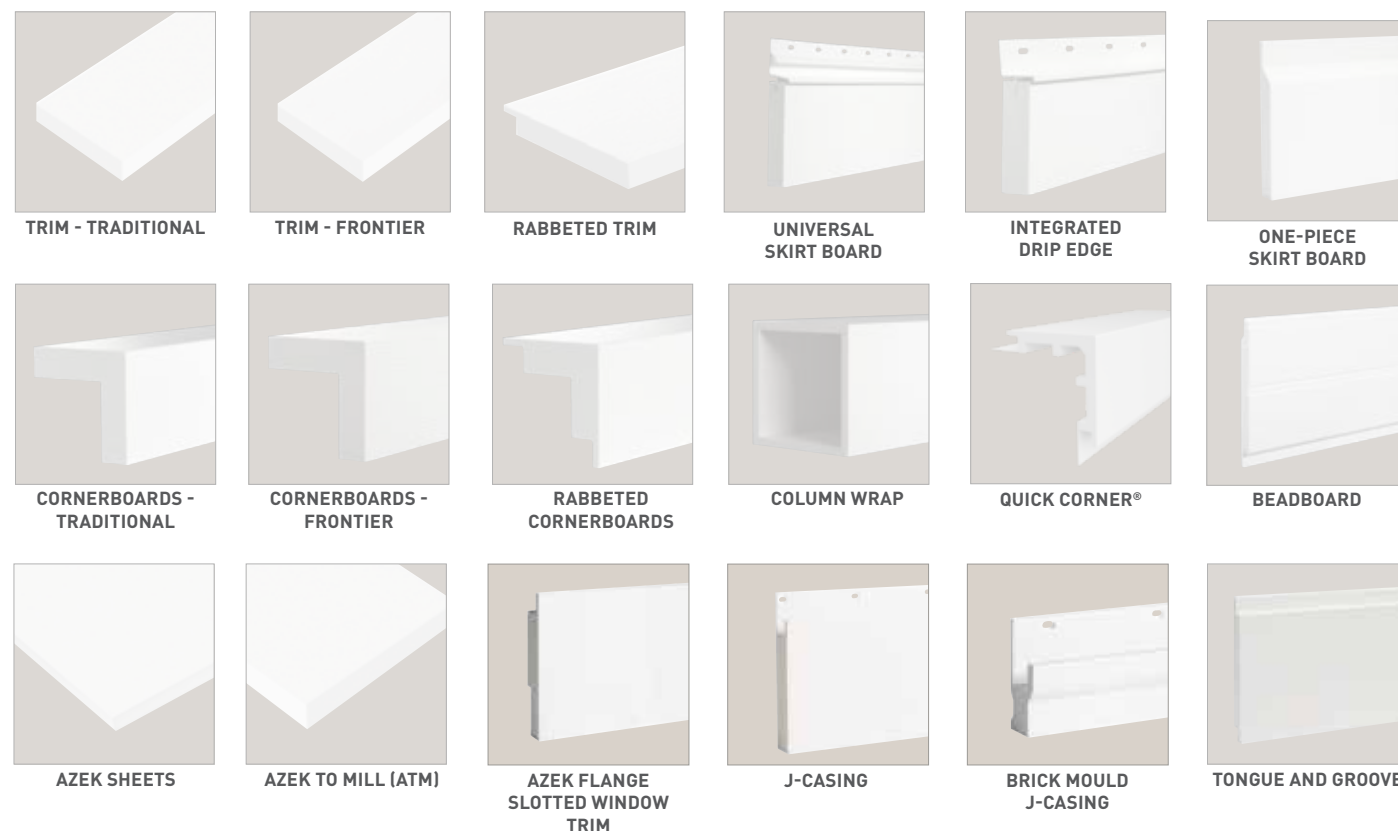 TRIM - TRADITIONAL
TRIM - FRONTIER
RABBETED TRIM
UNIVERSAL
SKIRT BOARD
INTEGRATED
DRIP EDGE
ONE-PIECE
SKIRT BOARD
CORNERBOARDS -
TRADITIONAL
CORNERBOARDS -
FRONTIER
RABBETED
CORNERBOARDS
COLUMN WRAP
QUICK CORNER®
BEADBOARD
AZEK SHEETS
AZEK TO MILL (ATM)
AZEK FLANGE
SLOTTED WINDOW
TRIM
J-CASING
BRICK MOULD
J-CASING
TONGUE AND GROOVE